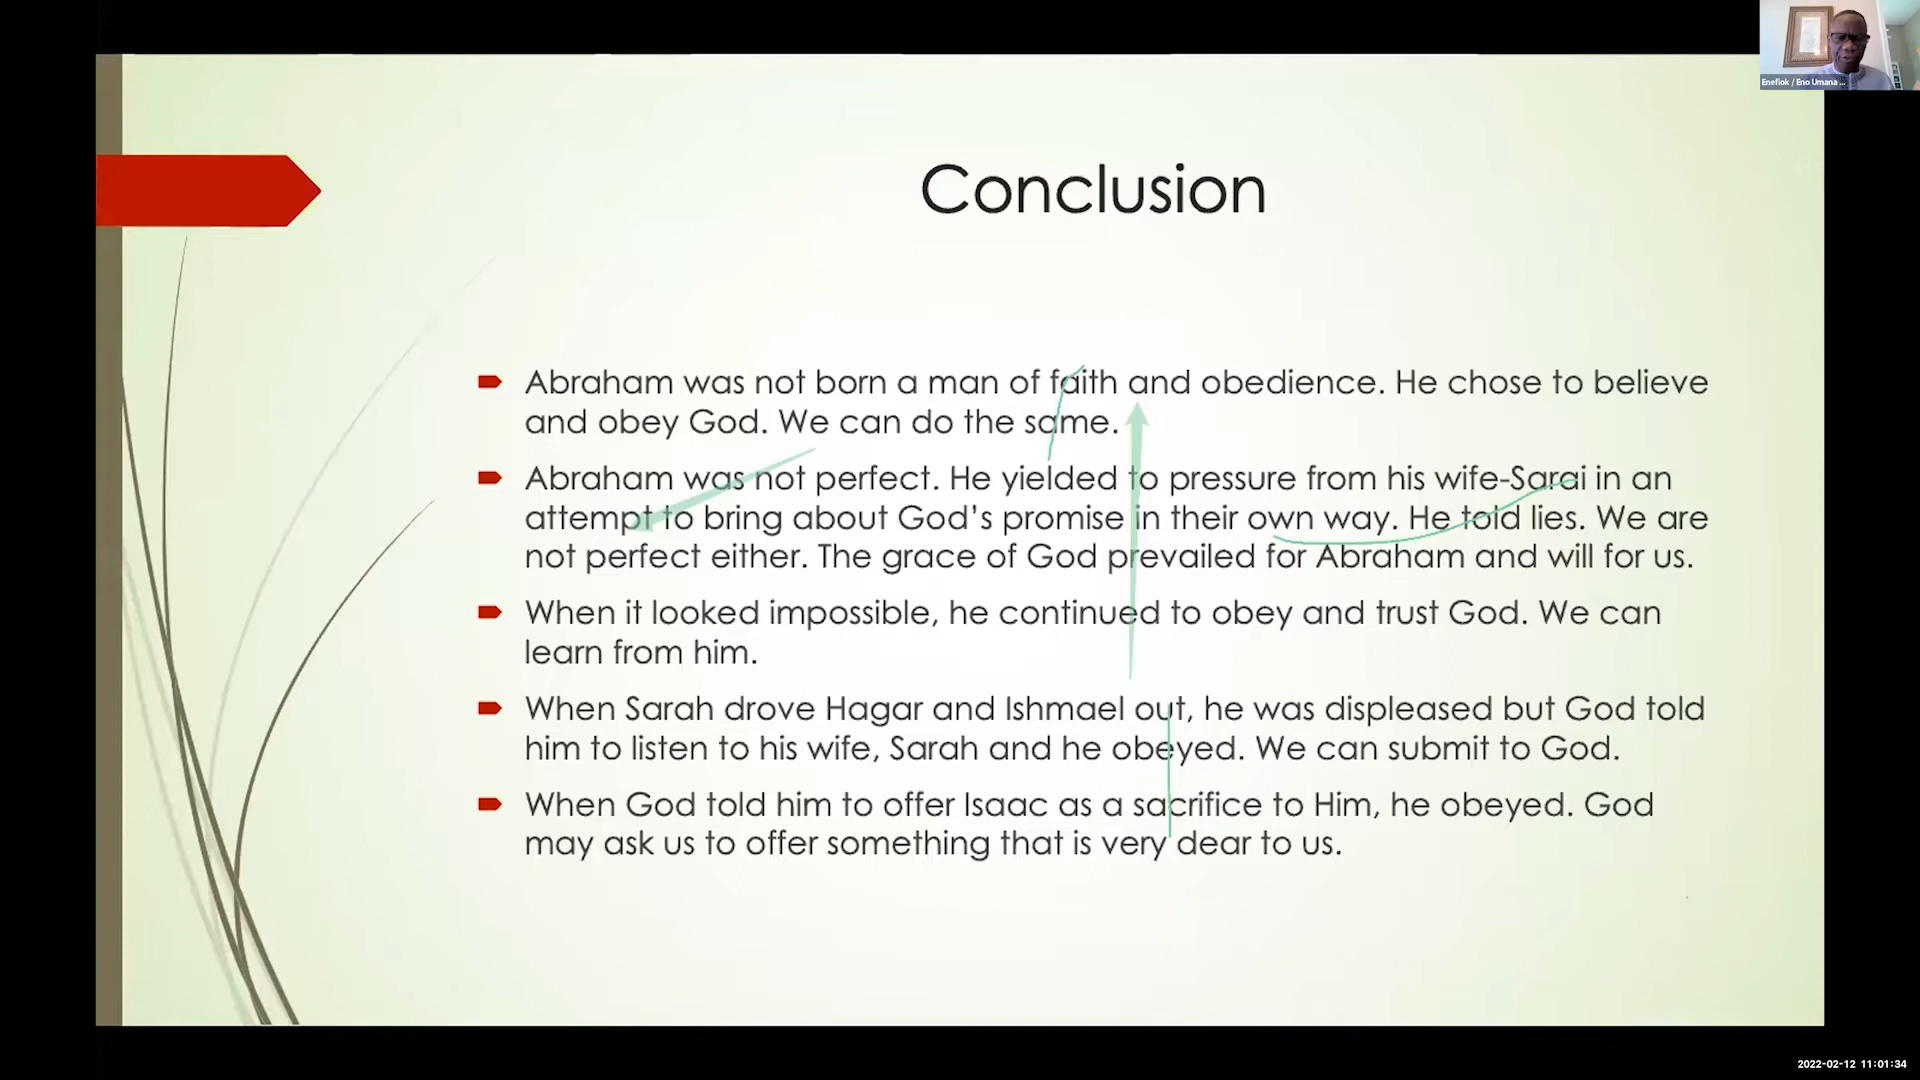 Enefiok / Eno Umana ...
Conclusion
Abraham was not born a man of faith and obedience. He chose to believe
and obey God. We can do the same.
Abraham was not perfect. He yielded to pressure from his wife-Sarai in an
attempt to bring about God’s promise in their own way. He told lies. We are
not perfect either. The grace of God prevailed for Abraham and will for us.
When it looked impossible, he continued to obey and trust God. We can
learn from him.
When Sarah drove Hagar and Ishmael out, he was displeased but God told
him to listen to his wife, Sarah and he obeyed. We can submit to God.
When God told him to offer Isaac as a sacrifice to Him, he obeyed. God
may ask us to offer something that is very dear to us.
2022-02-12 11:01:34